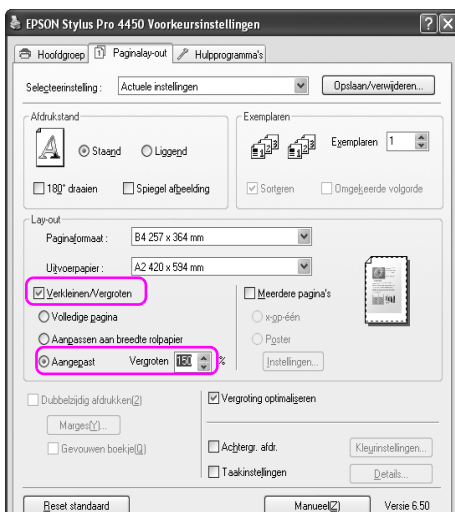 EPSON Stylus Pro 4450 Voorkeursinstellingen
Hoofdgroep Paginalay-out Hulpprogramma's
Selecteerinstelling : Actuele instellingen Opslaan/verwijderen...
Afdrukstand Exemplaren
Staand Liggend Exemplaren 1
180° draaien Spiegel afbeelding Sorteren Omgekeerde volgorde
Lay-out
Paginaformaat : B4 257 x 364 mm
Uitvoerpapier : A2 420 x 594 mm
Verkleinen/Vergroten Meerdere pagina's
Volledige pagina x-op-één
Aanpassen aan breedte rolpapier Poster
Aangepast Vergroten 150 % Instellingen...
Dubbelzijdig afdrukken(2) Vergroting optimaliseren
Marges(Y)...
Gevouwen boekje(Q) Achtergr. afdr. Kleurinstellingen...
Taakinstellingen Details...
Reset standaard Manueel(Z) Versie 6.50